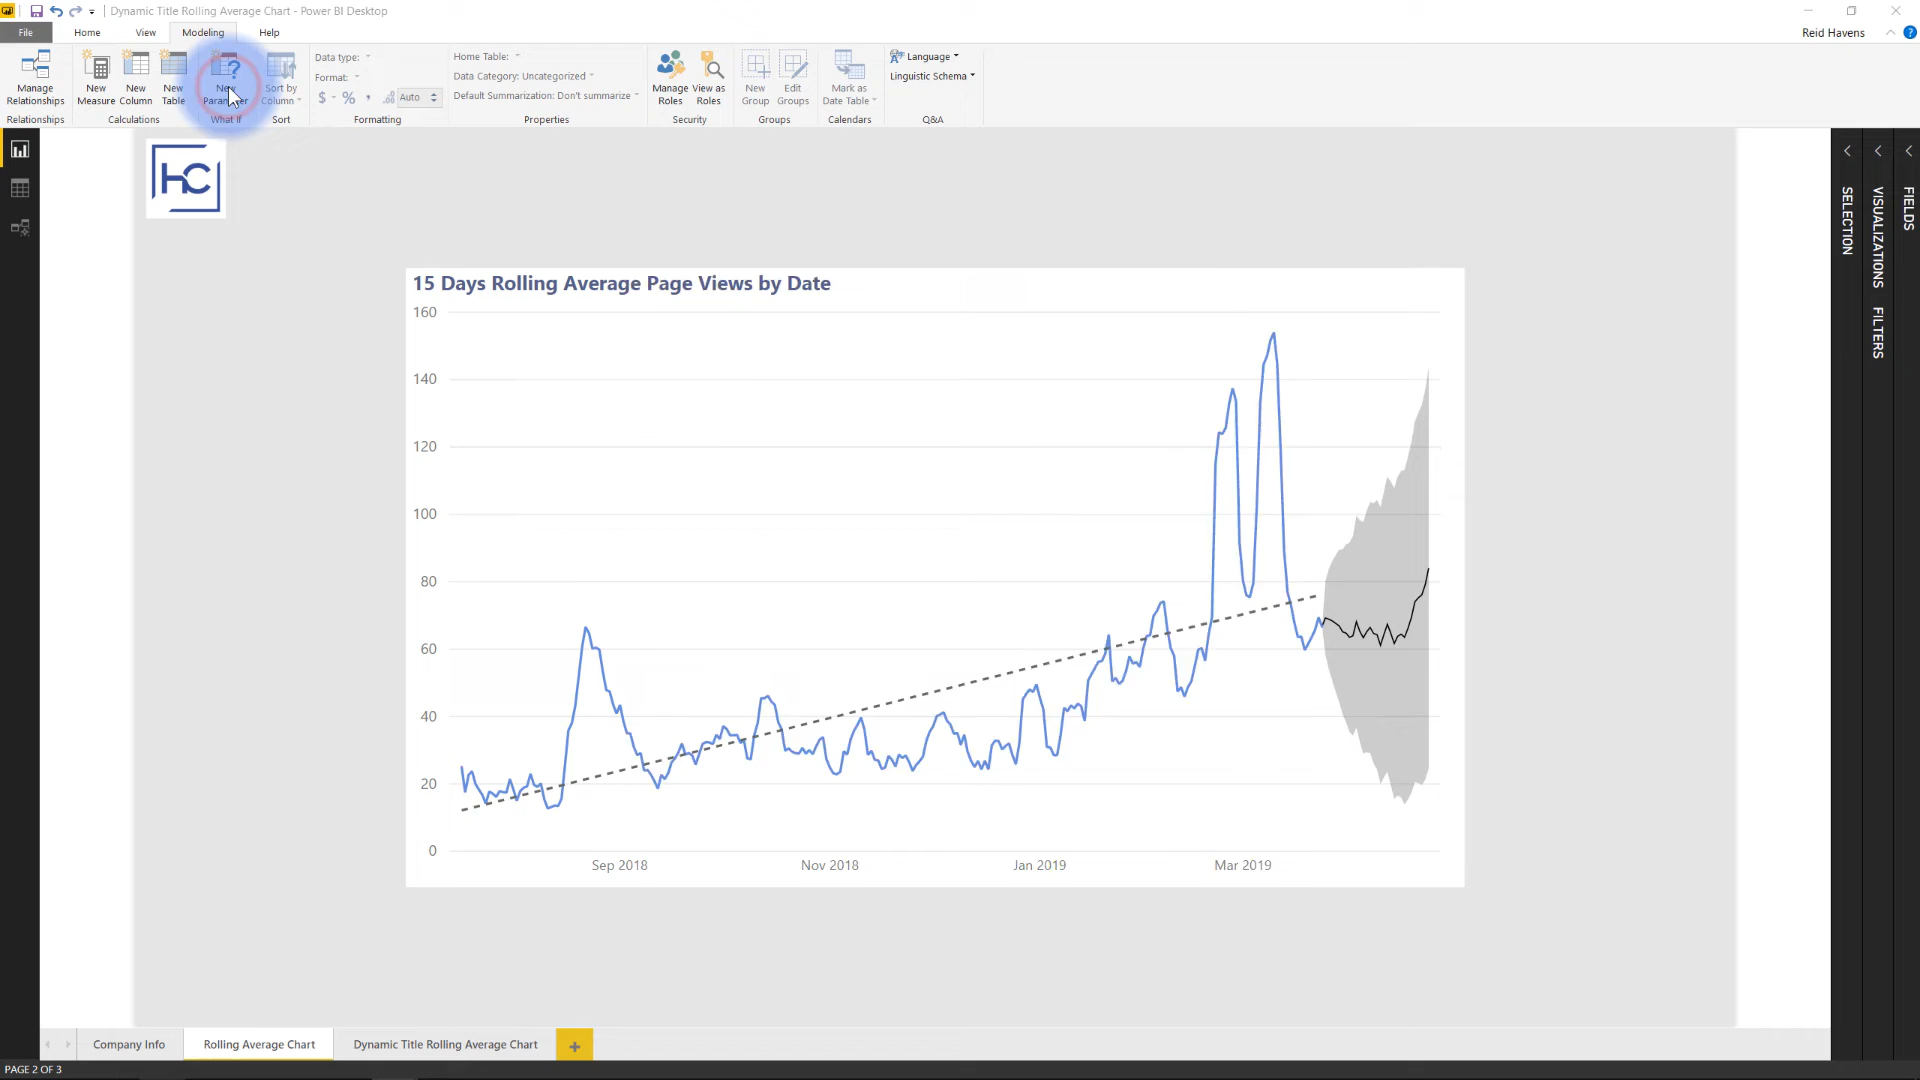 Dynamic Title Rolling Average Chart - Power BI Desktop
File Home View Modeling Help Reid Havens
Manage Relationships
New Measure
New Column
New Table
New Parameter
Sort by Column
Data type:
Format:
$ % , .00 Auto
Home Table:
Data Category: Uncategorized
Default Summarization: Don't summarize
Manage Roles
View as Roles
New Group
Edit Groups
Mark as Date Table
Language
Linguistic Schema
Relationships Calculations What If Sort Formatting Properties Security Groups Calendars Q&A
HC
SELECTION
VISUALIZATIONS
FILTERS
FIELDS
15 Days Rolling Average Page Views by Date
160
140
120
100
80
60
40
20
0
Sep 2018 Nov 2018 Jan 2019 Mar 2019
Company Info Rolling Average Chart Dynamic Title Rolling Average Chart +
PAGE 2 OF 3